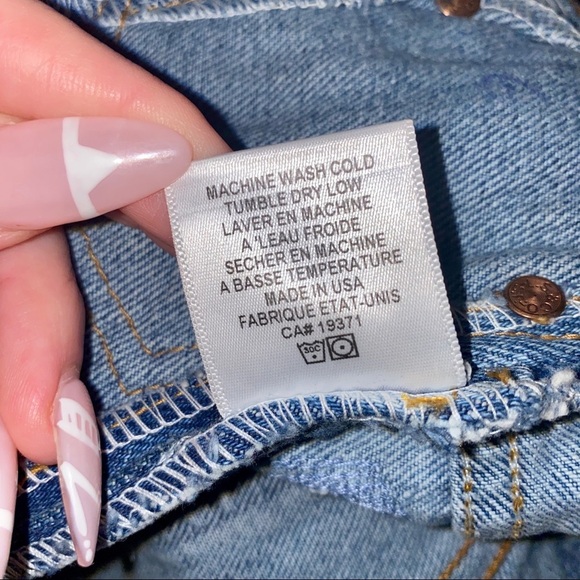 MACHINE WASH COLD
TUMBLE DRY LOW
LAVER EN MACHINE
A 'LEAU FROIDE
SECHER EN MACHINE
A BASSE TEMPERATURE
MADE IN USA
FABRIQUE ETAT-UNIS
CA# 19371